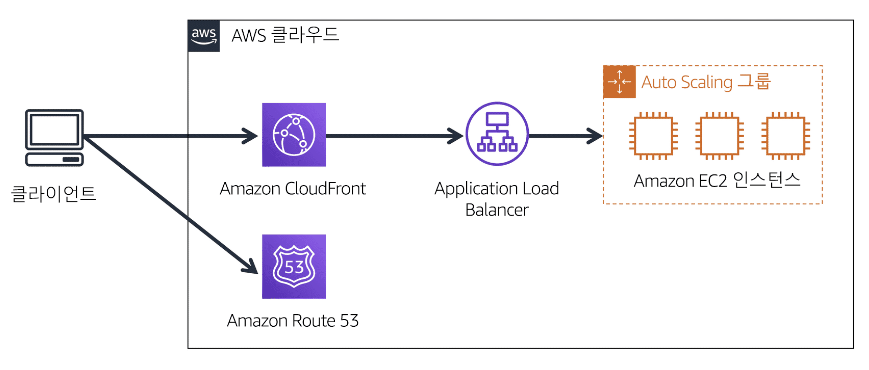 aws
AWS 클라우드
Auto Scaling 그룹
클라이언트
Amazon CloudFront
Application Load
Balancer
Amazon EC2 인스턴스
53
Amazon Route 53